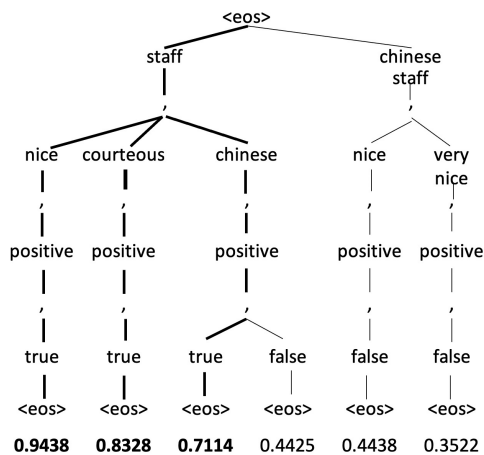 <eos>
staff chinese staff
, ,
nice courteous chinese nice very nice
, , , , ,
positive positive positive positive positive
, , , , ,
true true true false false false
<eos> <eos> <eos> <eos> <eos> <eos>
0.9438 0.8328 0.7114 0.4425 0.4438 0.3522